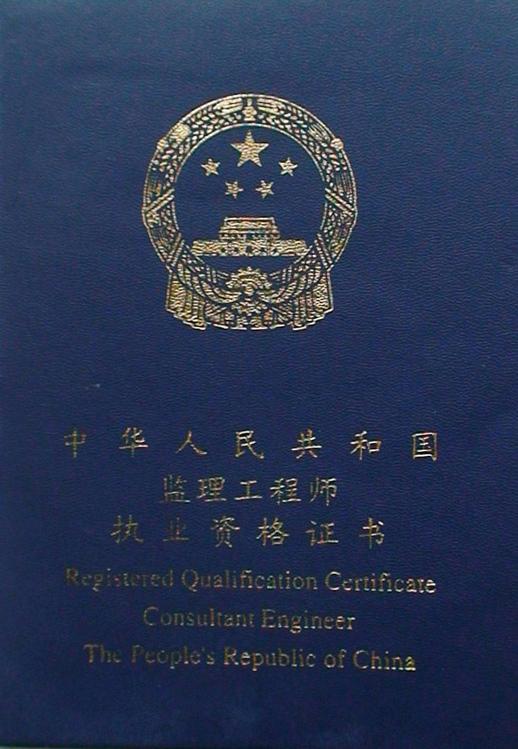 中华人民共和国
监理工程师
执业资格证书
Registered Qualification Certificate
Consultant Engineer
The People's Republic of China